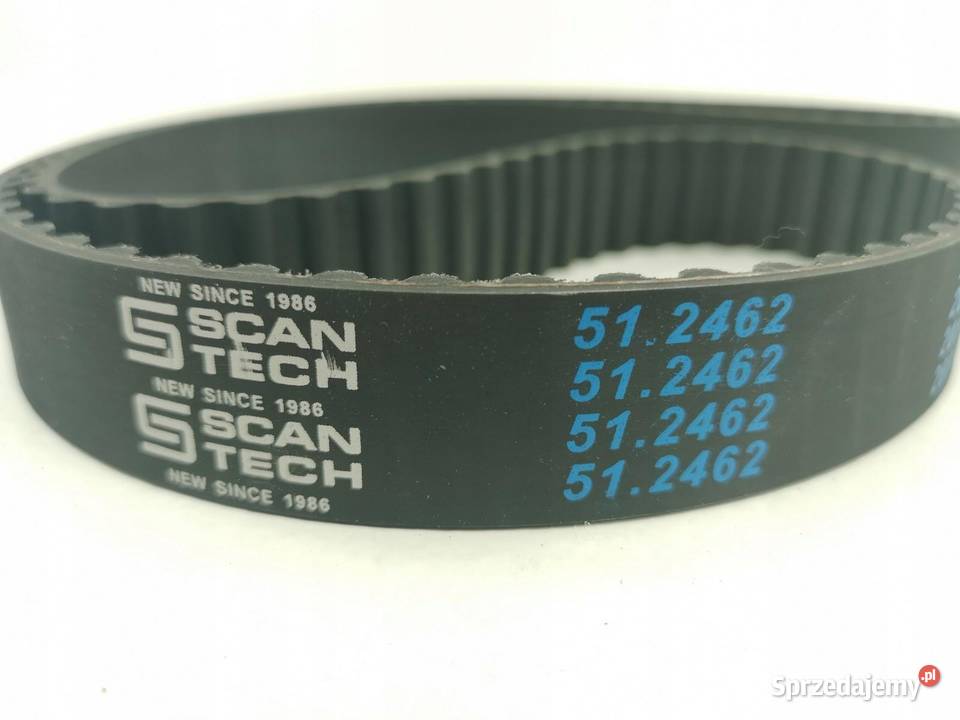 NEW SINCE 1986
SCAN
TECH
NEW SINCE 1986
SCAN
TECH
NEW SINCE 1986
51.2462
51.2462
51.2462
51.2462
Sprzedajemy.pl